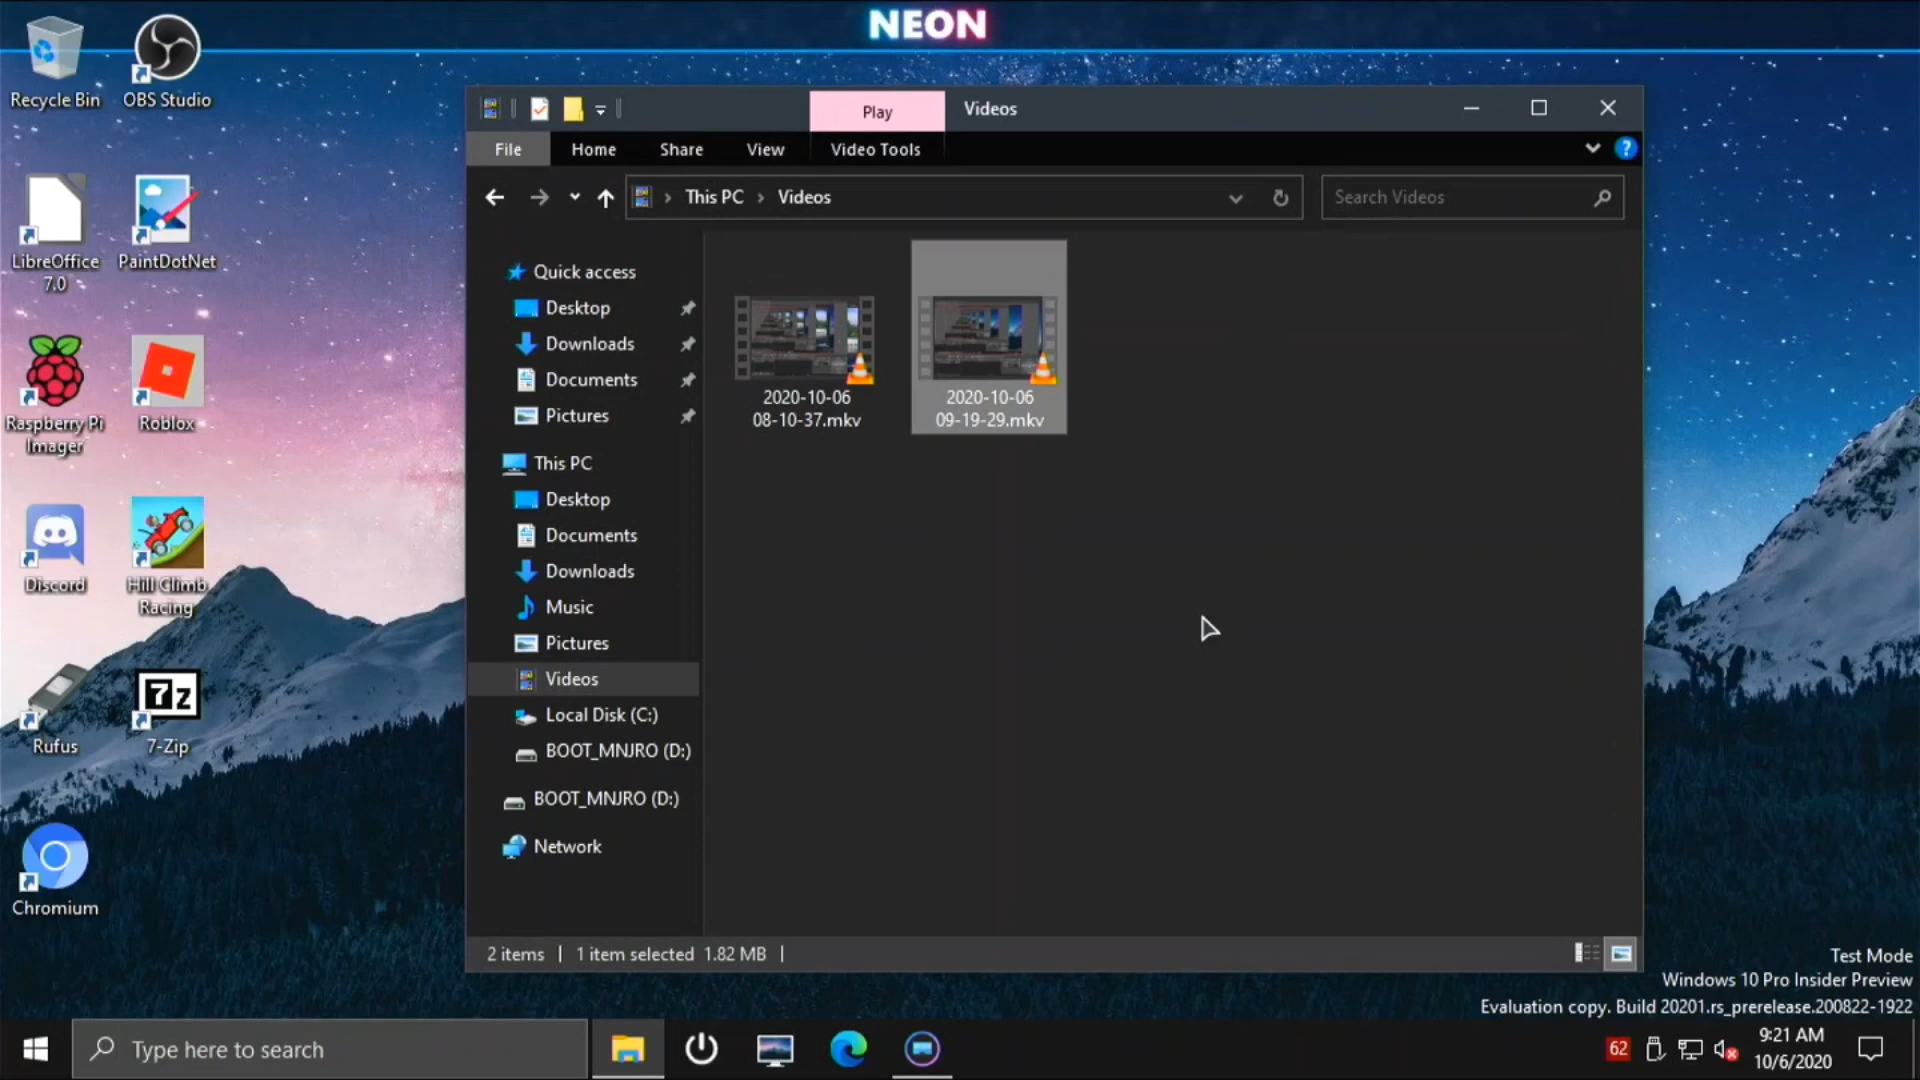 NEON
Recycle Bin
OBS Studio
LibreOffice
7.0
PaintDotNet
Raspberry Pi
Imager
Roblox
Discord
Hill Climb
Racing
Rufus
7z
7-Zip
Chromium
Play
Videos
File
Home
Share
View
Video Tools
?
This PC
Videos
Search Videos
Quick access
Desktop
Downloads
Documents
Pictures
This PC
Desktop
Documents
Downloads
Music
Pictures
Videos
Local Disk (C:)
BOOT_MNJRO (D:)
BOOT_MNJRO (D:)
Network
2020-10-06
08-10-37.mkv
2020-10-06
09-19-29.mkv
2 items
1 item selected 1.82 MB
Test Mode
Windows 10 Pro Insider Preview
Evaluation copy. Build 20201.rs_prerelease.200822-1922
Type here to search
62
9:21 AM
10/6/2020